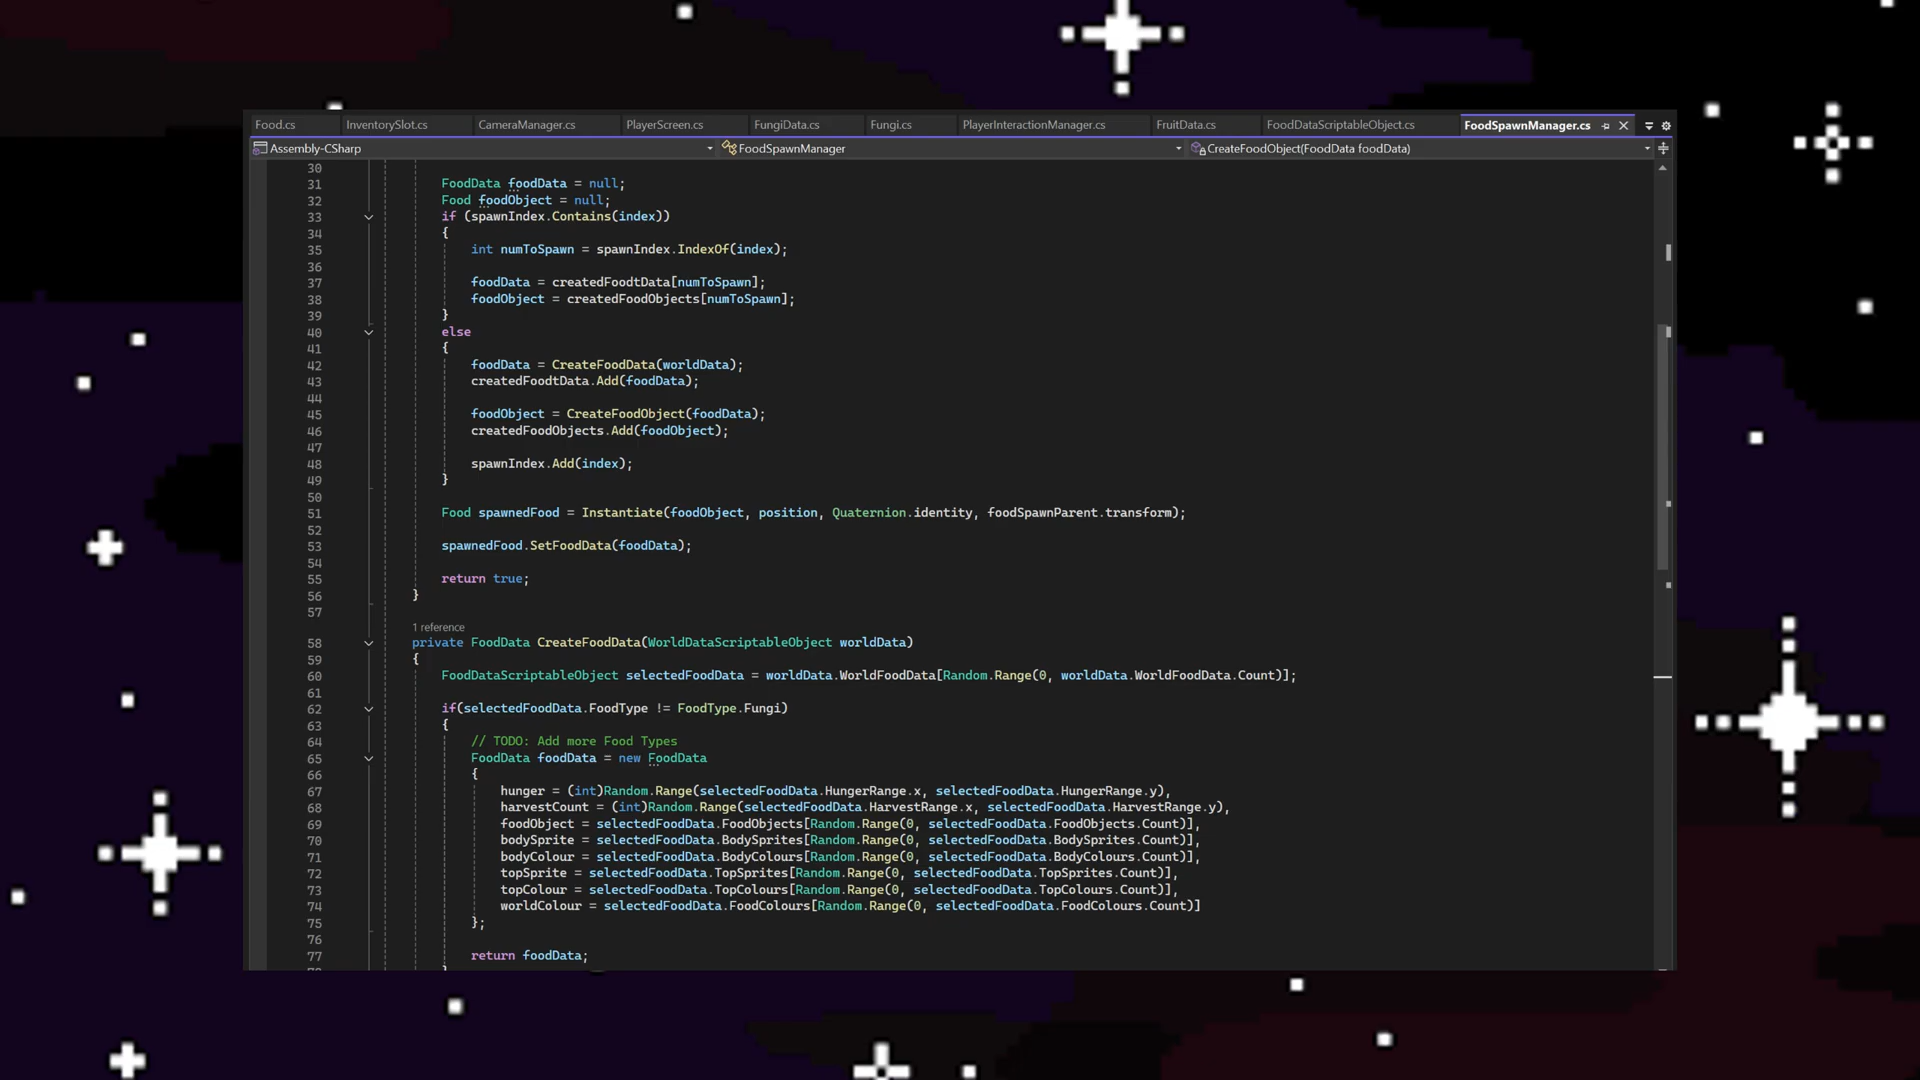 Food.cs InventorySlot.cs CameraManager.cs PlayerScreen.cs FungiData.cs Fungi.cs PlayerInteractionManager.cs FruitData.cs FoodDataScriptableObject.cs FoodSpawnManager.cs
Assembly-CSharp FoodSpawnManager CreateFoodObject(FoodData foodData)
30
31 FoodData foodData = null;
32 Food foodObject = null;
33 if (spawnIndex.Contains(index))
34 {
35 int numToSpawn = spawnIndex.IndexOf(index);
36
37 foodData = createdFoodtData[numToSpawn];
38 foodObject = createdFoodObjects[numToSpawn];
39 }
40 else
41 {
42 foodData = CreateFoodData(worldData);
43 createdFoodtData.Add(foodData);
44
45 foodObject = CreateFoodObject(foodData);
46 createdFoodObjects.Add(foodObject);
47
48 spawnIndex.Add(index);
49 }
50
51 Food spawnedFood = Instantiate(foodObject, position, Quaternion.identity, foodSpawnParent.transform);
52
53 spawnedFood.SetFoodData(foodData);
54
55 return true;
56 }
57
1 reference
58 private FoodData CreateFoodData(WorldDataScriptableObject worldData)
59 {
60 FoodDataScriptableObject selectedFoodData = worldData.WorldFoodData[Random.Range(0, worldData.WorldFoodData.Count)];
61
62 if(selectedFoodData.FoodType != FoodType.Fungi)
63 {
64 // TODO: Add more Food Types
65 FoodData foodData = new FoodData
66 {
67 hunger = (int)Random.Range(selectedFoodData.HungerRange.x, selectedFoodData.HungerRange.y),
68 harvestCount = (int)Random.Range(selectedFoodData.HarvestRange.x, selectedFoodData.HarvestRange.y),
69 foodObject = selectedFoodData.FoodObjects[Random.Range(0, selectedFoodData.FoodObjects.Count)],
70 bodySprite = selectedFoodData.BodySprites[Random.Range(0, selectedFoodData.BodySprites.Count)],
71 bodyColour = selectedFoodData.BodyColours[Random.Range(0, selectedFoodData.BodyColours.Count)],
72 topSprite = selectedFoodData.TopSprites[Random.Range(0, selectedFoodData.TopSprites.Count)],
73 topColour = selectedFoodData.TopColours[Random.Range(0, selectedFoodData.TopColours.Count)],
74 worldColour = selectedFoodData.FoodColours[Random.Range(0, selectedFoodData.FoodColours.Count)]
75 };
76
77 return foodData;